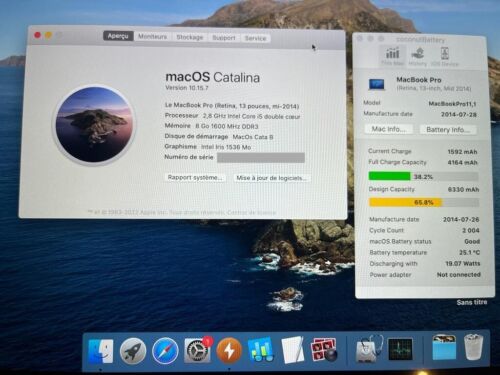 Aperçu Moniteurs Stockage Support Service
macOS Catalina
Version 10.15.7
Le MacBook Pro (Retina, 13 pouces, mi-2014)
Processeur 2,8 GHz Intel Core i5 double cœur
Mémoire 8 Go 1600 MHz DDR3
Disque de démarrage MacOs Cata B
Graphisme Intel Iris 1536 Mo
Numéro de série
Rapport système... Mise à jour de logiciels...
™ et © 1983-2022 Apple Inc. Tous droits réservés. Contrat de licence
coconutBattery
This Mac History iOS Device
MacBook Pro
(Retina, 13-inch, Mid 2014)
Model MacBookPro11,1
Manufacture date 2014-07-28
Mac Info... Battery Info...
Current Charge 1592 mAh
Full Charge Capacity 4164 mAh
38.2%
Design Capacity 6330 mAh
65.8%
Manufacture date 2014-07-26
Cycle Count 2 004
macOS Battery status Good
Battery temperature 25.1 °C
Discharging with 19.07 Watts
Power adapter Not connected
Sans titre
1